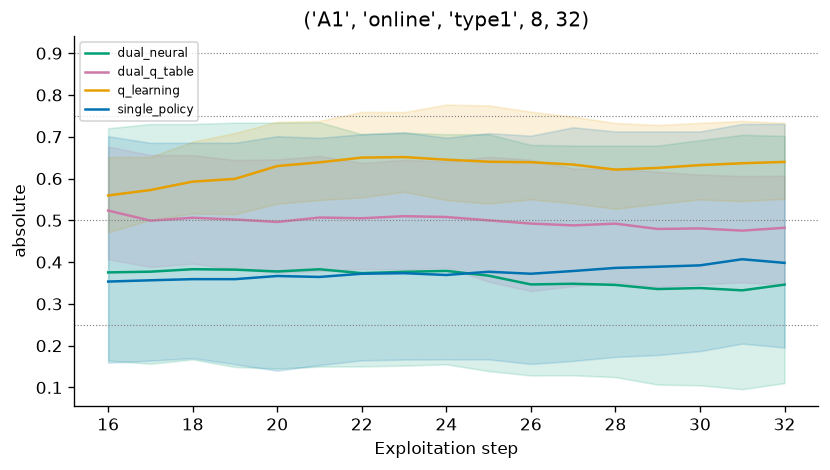 ('A1', 'online', 'type1', 8, 32)
dual_neural
dual_q_table
q_learning
single_policy
absolute
0.9
0.8
0.7
0.6
0.5
0.4
0.3
0.2
0.1
16 18 20 22 24 26 28 30 32
Exploitation step